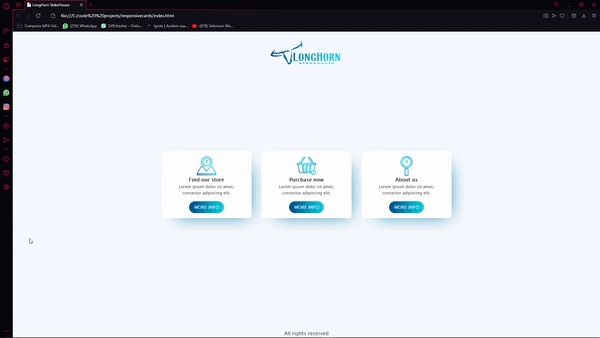 LongHorn StakeHouse
file:///C:/code%20%20projects/responsivecards/index.html
Compress MP4 Vid...
(250) WhatsApp
Diffchecker - Onlin...
Ignite | Acelere sua...
(879) Selenium We...
LONGHORN
Find our store
Lorem ipsum dolor sit amet,
consectur adipiscing elit.
MORE INFO
Purchase now
Lorem ipsum dolor sit amet,
consectur adipiscing elit.
MORE INFO
About us
Lorem ipsum dolor sit amet,
consectur adipiscing elit.
MORE INFO
All rights reserved